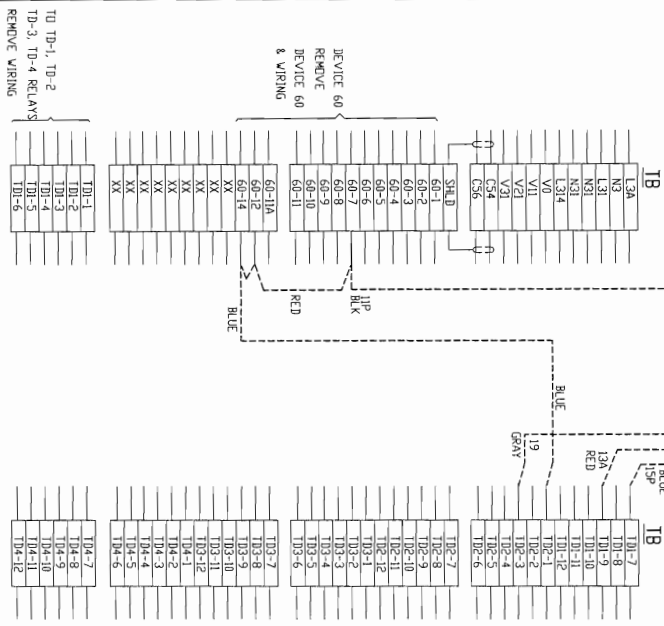 TB
L3A
N3
L31
N31
N31
L314
V0
V11
V21
V31
C54
C56
SHLD
60-1
60-2
60-3
60-4
60-5
60-6
60-7
60-8
60-9
60-10
60-11
60-11A
60-12
60-14
XX
XX
XX
XX
XX
XX
XX
XX
XX
TD1-1
TD1-2
TD1-3
TD1-4
TD1-5
TD1-6
DEVICE 60
REMOVE
DEVICE 60
& WIRING
TO TD-1, TD-2
TD-3, TD-4 RELAYS
REMOVE WIRING
11P
BLK
RED
BLUE
BLUE
BLUE
15P
13A
RED
19
GRAY
TB
TD1-7
TD1-8
TD1-9
TD1-10
TD1-11
TD1-12
TD2-1
TD2-2
TD2-3
TD2-4
TD2-5
TD2-6
TD2-7
TD2-8
TD2-9
TD2-10
TD2-11
TD2-12
TD3-1
TD3-2
TD3-3
TD3-4
TD3-5
TD3-6
TD3-7
TD3-8
TD3-9
TD3-10
TD3-11
TD3-12
TD4-1
TD4-2
TD4-3
TD4-4
TD4-5
TD4-6
TD4-7
TD4-8
TD4-9
TD4-10
TD4-11
TD4-12